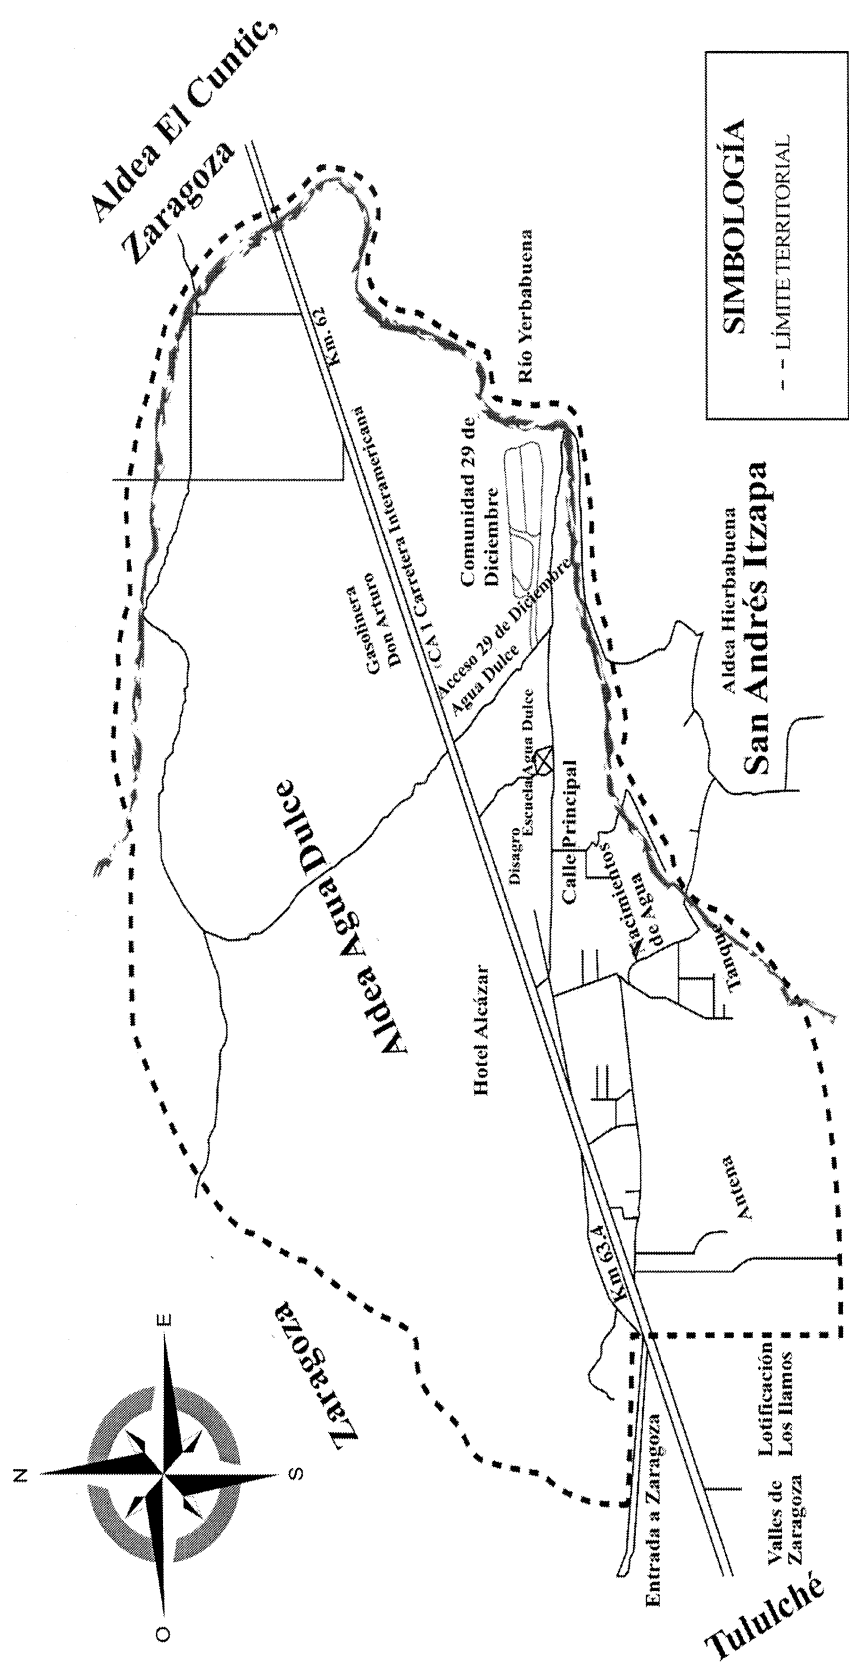 N
E
S
O
Aldea El Cuntic,
Zaragoza
Zaragoza
Aldea Agua Dulce
Km. 62
(CA 1 Carretera Interamericana)
Gasolinera
Don Arturo
Río Yerbabuena
Comunidad 29 de
Diciembre
Acceso 29 de Diciembre
Agua Dulce
Escuela Agua Dulce
Disagro
Hotel Alcázar
Calle Principal
Nacimientos
de Agua
Tanque
Aldea Hierbabuena
San Andrés Itzapa
Km 63.4
Antena
Entrada a Zaragoza
Lotificación
Los Ilamos
Valles de
Zaragoza
Tululché
SIMBOLOGÍA
- - LÍMITE TERRITORIAL